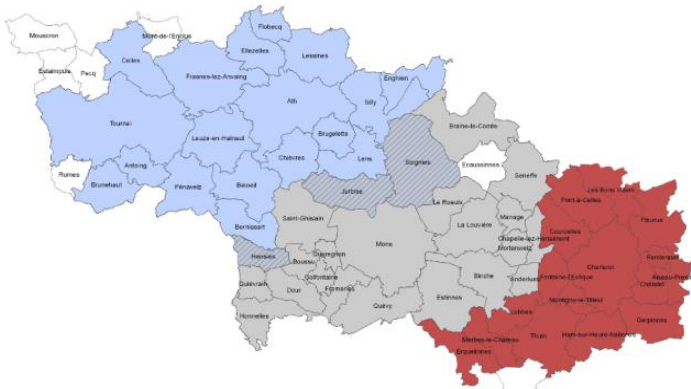 Flobecq
Mont-de-l'Enclus
Mouscron
Ellezelles
Lessines
Celles
Estaimpuis
Pecq
Enghien
Frasnes-lez-Anvaing
Ath
Silly
Tournai
Braine-le-Comte
Leuze-en-Hainaut
Brugelette
Soignies
Chièvres
Lens
Ecaussinnes
Antoing
Rumes
Seneffe
Brunehaut
Péruwelz
Beloeil
Jurbise
Les Bons Villers
Pont-à-Celles
Le Roeulx
Saint-Ghislain
Manage
Fleurus
La Louvière
Bernissart
Courcelles
Chapelle-lez-Herlaimont
Mons
Morlanwelz
Hensies
Quaregnon
Farciennes
Boussu
Charleroi
Binche
Anderlues
Fontaine-l'Evêque
Aiseau-Presles
Colfontaine
Châtelet
Quiévrain
Dour
Frameries
Estinnes
Montigny-le-Tilleul
Quévy
Lobbes
Honnelles
Gerpinnes
Thuin
Ham-sur-Heure-Nalinnes
Merbes-le-Château
Erquelinnes